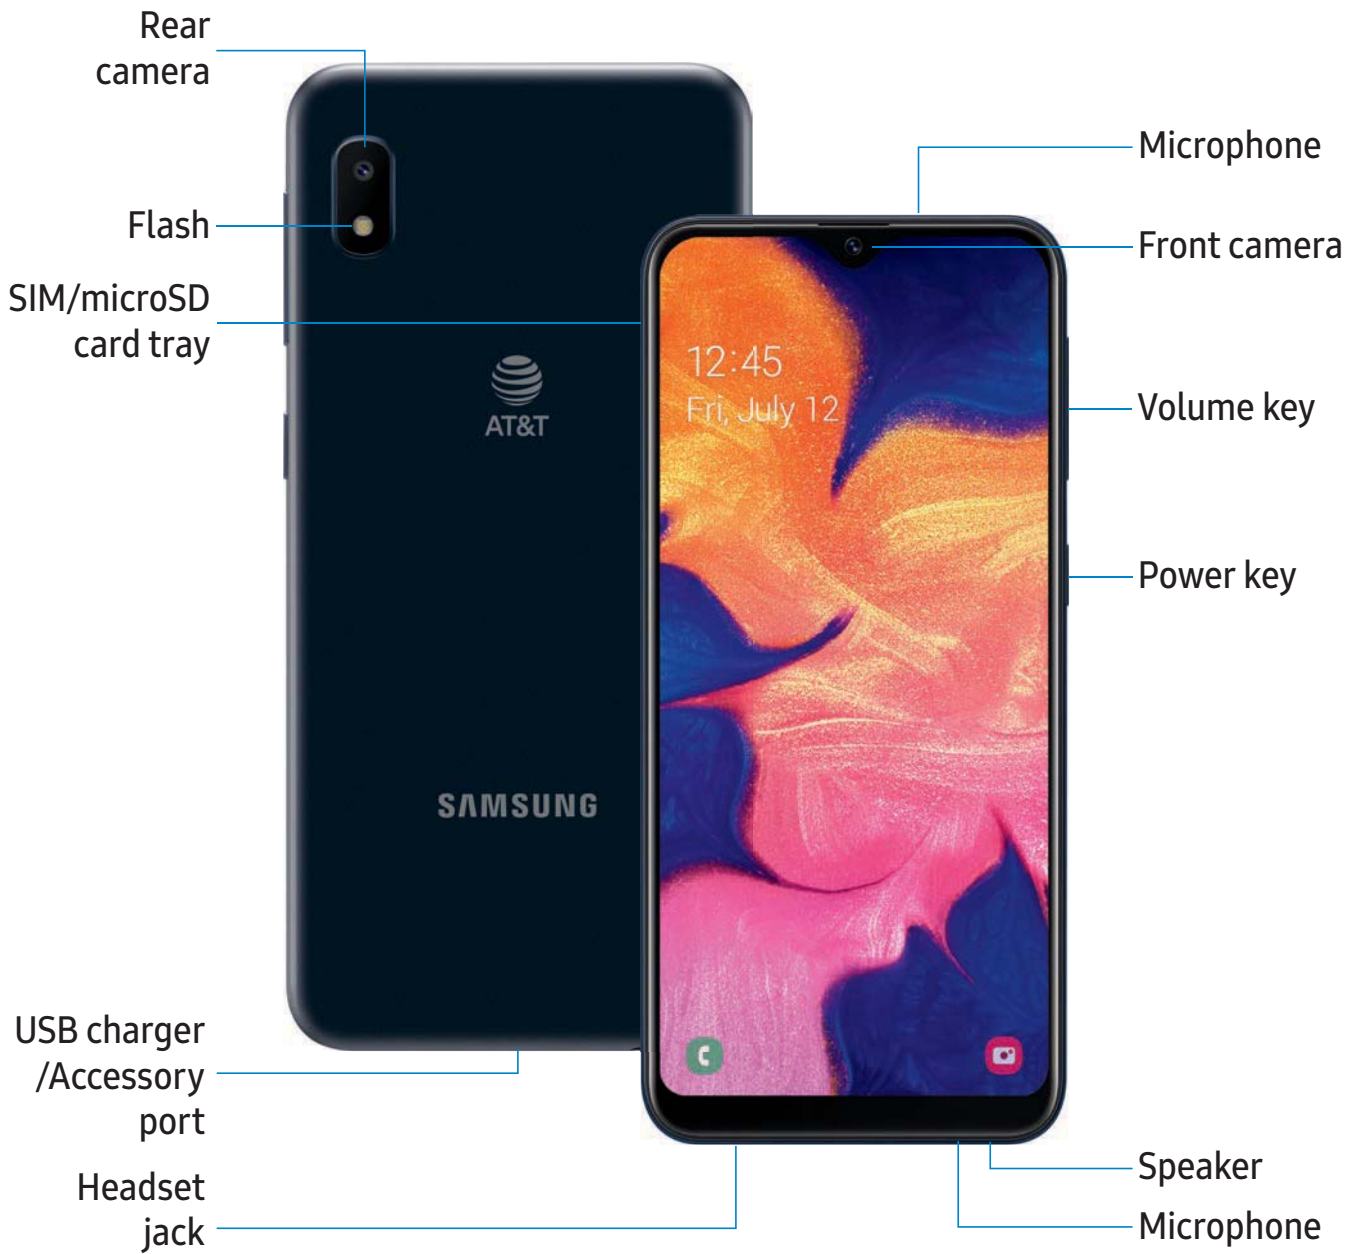 Rear
camera
Flash
SIM/microSD
card tray
USB charger
/Accessory
port
Headset
jack
AT&T
SAMSUNG
12:45
Fri, July 12
Microphone
Front camera
Volume key
Power key
Speaker
Microphone